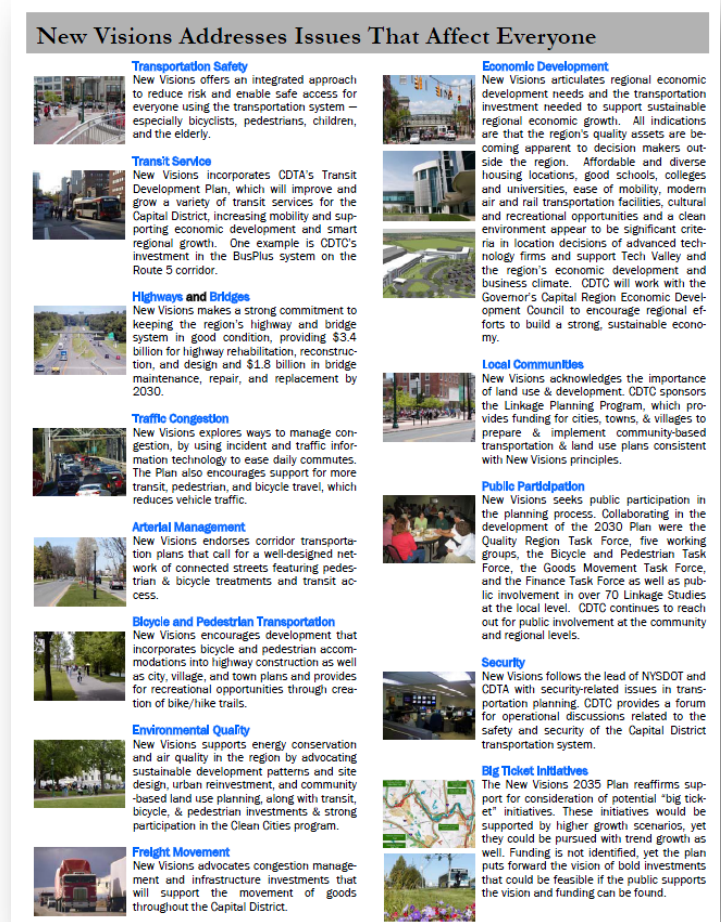 New Visions Addresses Issues That Affect Everyone
Transportation Safety
New Visions offers an integrated approach
to reduce risk and enable safe access for
everyone using the transportation system —
especially bicyclists, pedestrians, children,
and the elderly.
Transit Service
New Visions incorporates CDTA's Transit
Development Plan, which will improve and
grow a variety of transit services for the
Capital District, increasing mobility and sup-
porting economic development and smart
regional growth. One example is CDTC's
investment in the BusPlus system on the
Route 5 corridor.
Highways and Bridges
New Visions makes a strong commitment to
keeping the region's highway and bridge
system in good condition, providing $3.4
billion for highway rehabilitation, reconstruc-
tion, and design and $1.8 billion in bridge
maintenance, repair, and replacement by
2030.
Traffic Congestion
New Visions explores ways to manage con-
gestion, by using incident and traffic infor-
mation technology to ease daily commutes.
The Plan also encourages support for more
transit, pedestrian, and bicycle travel, which
reduces vehicle traffic.
Arterial Management
New Visions endorses corridor transporta-
tion plans that call for a well-designed net-
work of connected streets featuring pedes-
trian & bicycle treatments and transit ac-
cess.
Bicycle and Pedestrian Transportation
New Visions encourages development that
incorporates bicycle and pedestrian accom-
modations into highway construction as well
as city, village, and town plans and provides
for recreational opportunities through crea-
tion of bike/hike trails.
Environmental Quality
New Visions supports energy conservation
and air quality in the region by advocating
sustainable development patterns and site
design, urban reinvestment, and community
-based land use planning, along with transit,
bicycle, & pedestrian investments & strong
participation in the Clean Cities program.
Freight Movement
New Visions advocates congestion manage-
ment and infrastructure investments that
will support the movement of goods
throughout the Capital District.
Economic Development
New Visions articulates regional economic
development needs and the transportation
investment needed to support sustainable
regional economic growth. All indications
are that the region's quality assets are be-
coming apparent to decision makers out-
side the region. Affordable and diverse
housing locations, good schools, colleges
and universities, ease of mobility, modern
air and rail transportation facilities, cultural
and recreational opportunities and a clean
environment appear to be significant crite-
ria in location decisions of advanced tech-
nology firms and support Tech Valley and
the region's economic development and
business climate. CDTC will work with the
Governor's Capital Region Economic Devel-
opment Council to encourage regional ef-
forts to build a strong, sustainable econo-
my.
Local Communities
New Visions acknowledges the importance
of land use & development. CDTC sponsors
the Linkage Planning Program, which pro-
vides funding for cities, towns, & villages to
prepare & implement community-based
transportation & land use plans consistent
with New Visions principles.
Public Participation
New Visions seeks public participation in
the planning process. Collaborating in the
development of the 2030 Plan were the
Quality Region Task Force, five working
groups, the Bicycle and Pedestrian Task
Force, the Goods Movement Task Force,
and the Finance Task Force as well as pub-
lic involvement in over 70 Linkage Studies
at the local level. CDTC continues to reach
out for public involvement at the community
and regional levels.
Security
New Visions follows the lead of NYSDOT and
CDTA with security-related issues in trans-
portation planning. CDTC provides a forum
for operational discussions related to the
safety and security of the Capital District
transportation system.
Big Ticket Initiatives
The New Visions 2035 Plan reaffirms sup-
port for consideration of potential “big tick-
et” initiatives. These initiatives would be
supported by higher growth scenarios, yet
they could be pursued with trend growth as
well. Funding is not identified, yet the plan
puts forward the vision of bold investments
that could be feasible if the public supports
the vision and funding can be found.